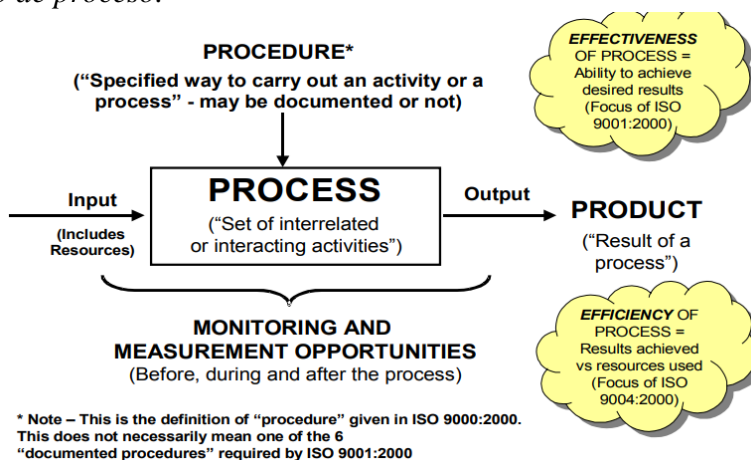 de proceso.
PROCEDURE*
("Specified way to carry out an activity or a
process" - may be documented or not)
EFFECTIVENESS
OF PROCESS =
Ability to achieve
desired results
(Focus of ISO
9001:2000)
Input
(Includes
Resources)
PROCESS
("Set of interrelated
or interacting activities")
Output
PRODUCT
("Result of a
process")
MONITORING AND
MEASUREMENT OPPORTUNITIES
(Before, during and after the process)
EFFICIENCY OF
PROCESS =
Results achieved
vs resources used
(Focus of ISO
9004:2000)
* Note – This is the definition of "procedure" given in ISO 9000:2000.
This does not necessarily mean one of the 6
"documented procedures" required by ISO 9001:2000